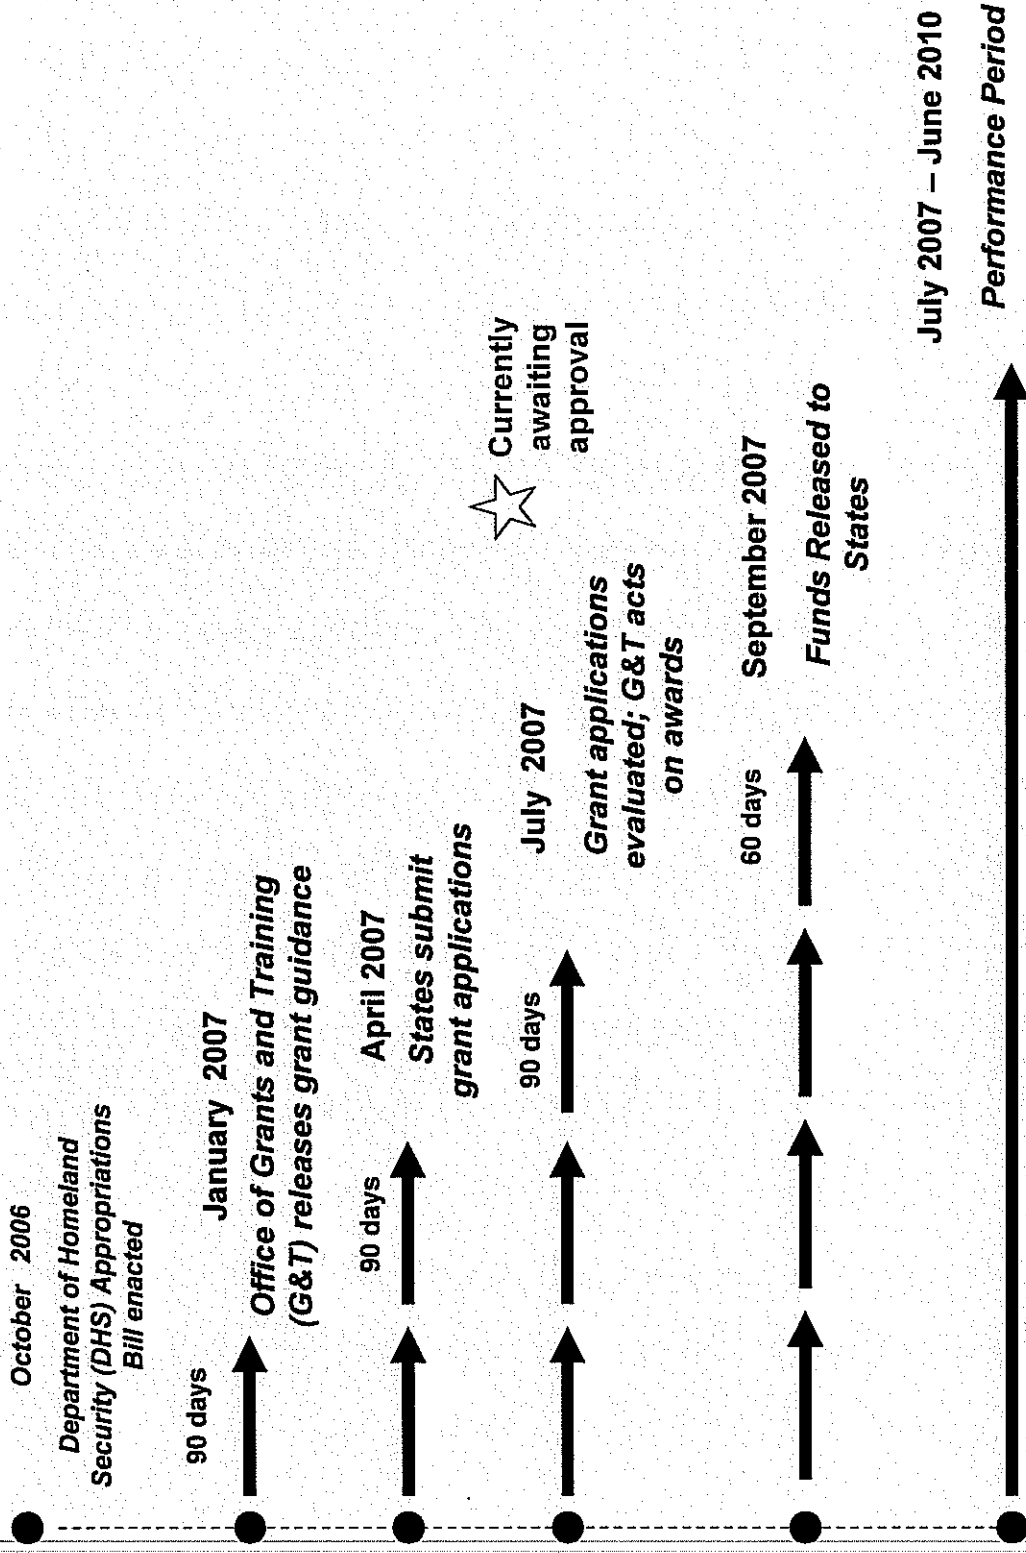 October 2006
Department of Homeland
Security (DHS) Appropriations
Bill enacted
90 days
January 2007
Office of Grants and Training
(G&T) releases grant guidance
90 days
April 2007
States submit
grant applications
90 days
July 2007
Grant applications
evaluated; G&T acts
on awards
Currently
awaiting
approval
60 days
September 2007
Funds Released to
States
July 2007 – June 2010
Performance Period